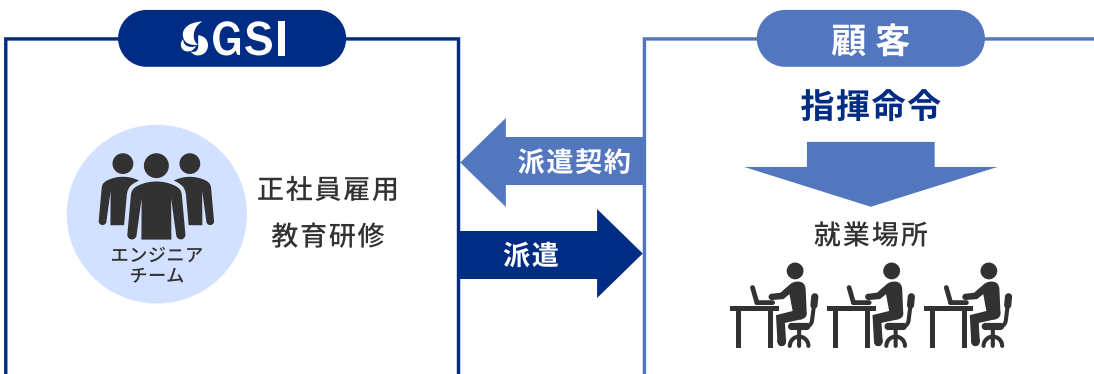 GSI
エンジニア
チーム
正社員雇用
教育研修
派遣契約
派遣
顧客
指揮命令
就業場所